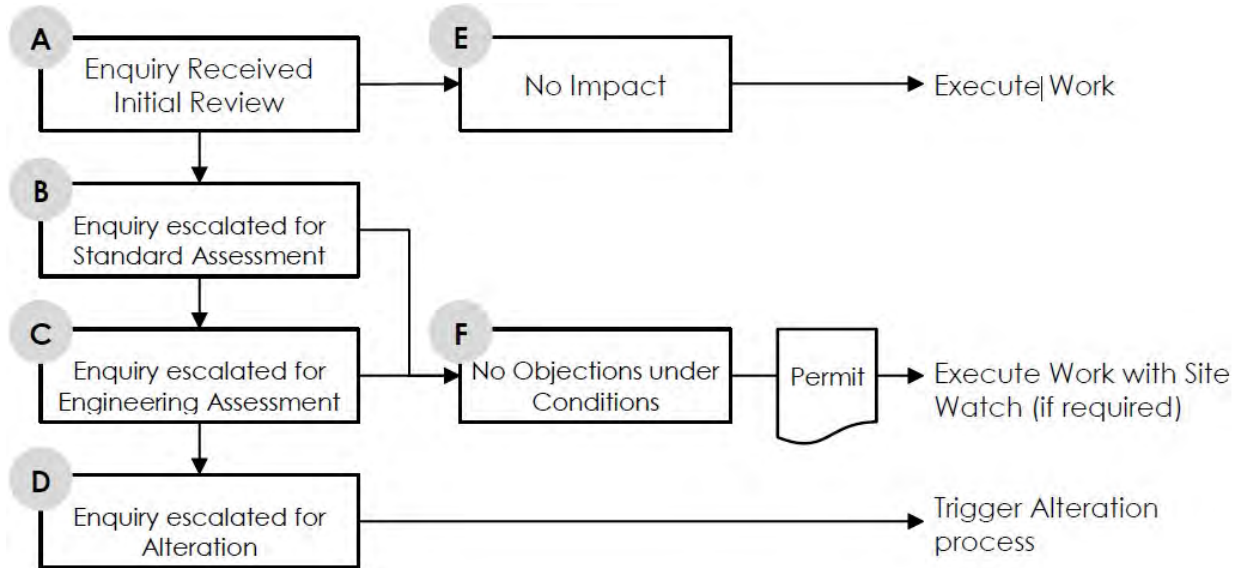 A
Enquiry Received
Initial Review
E
No Impact
Execute Work
B
Enquiry escalated for
Standard Assessment
C
Enquiry escalated for
Engineering Assessment
F
No Objections under
Conditions
Permit
Execute Work with Site
Watch (if required)
D
Enquiry escalated for
Alteration
Trigger Alteration
process